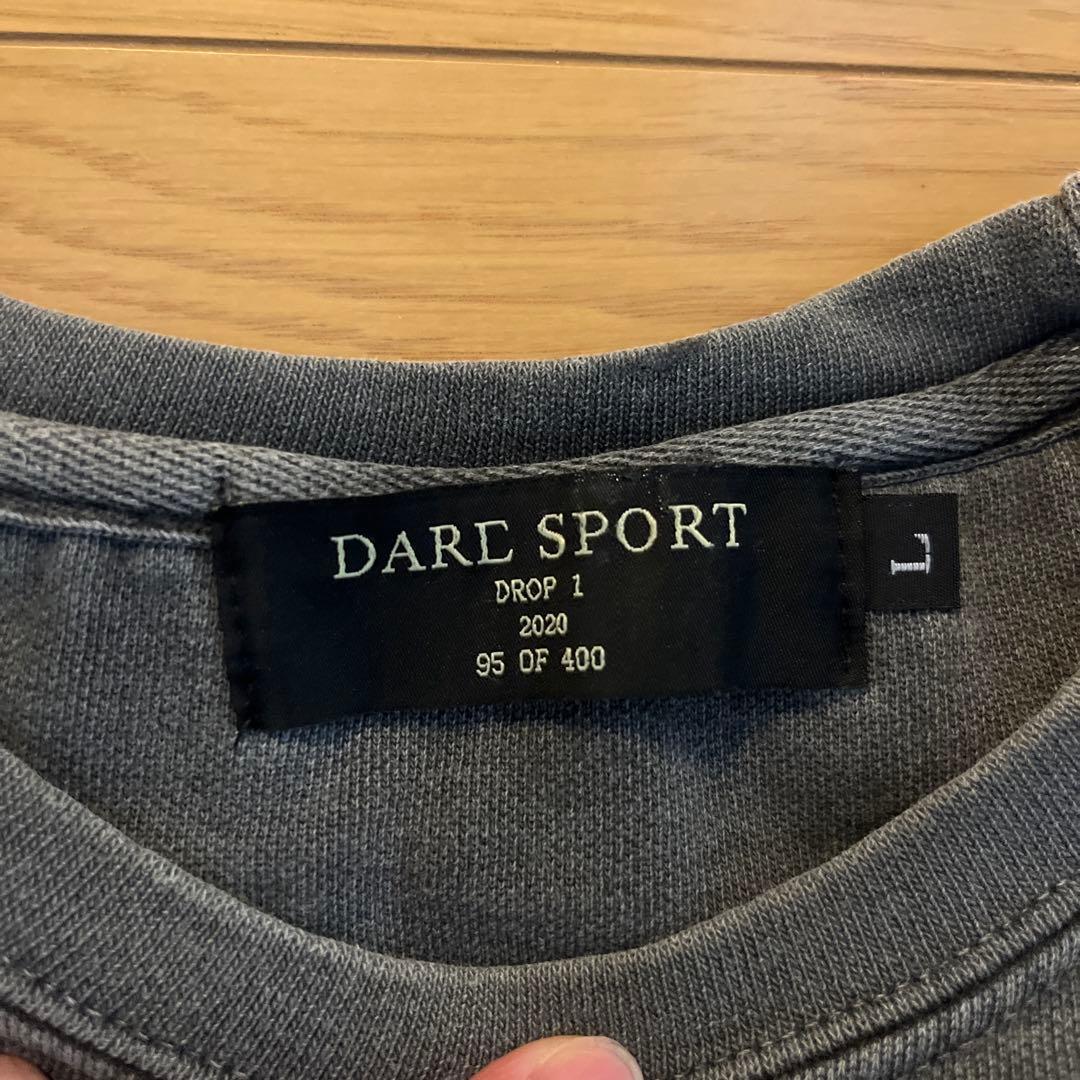 DARE SPORT
DROP 1
2020
95 OF 400
L